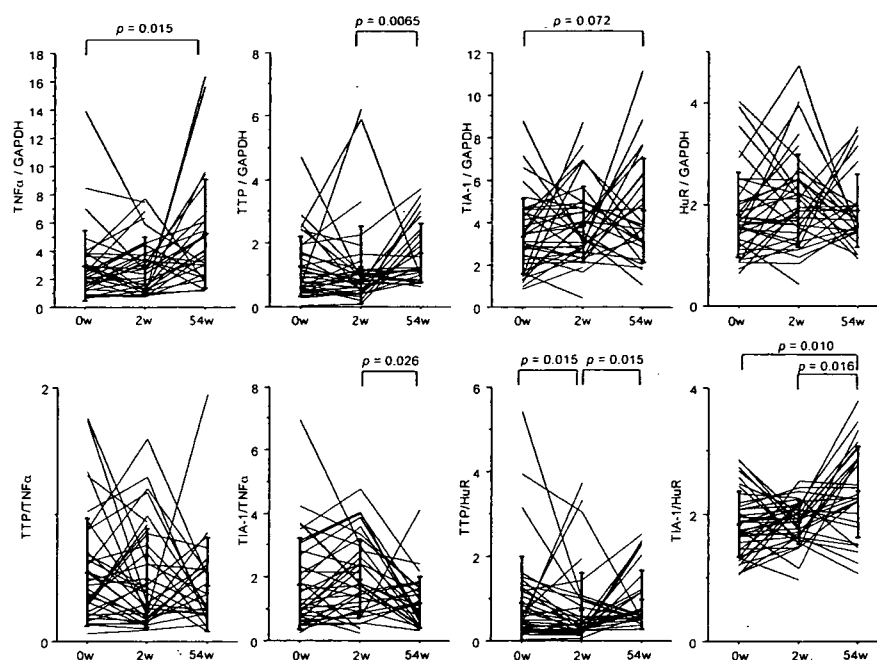 p = 0.015
18
16
14
12
10
8
6
4
2
0
TNFα / GAPDH
0w 2w 54w
p = 0.0065
8
6
4
2
0
TTP / GAPDH
0w 2w 54w
p = 0.072
12
10
8
6
4
2
0
TIA-1 / GAPDH
0w 2w 54w
4
2
0
HuR / GAPDH
0w 2w 54w
2
0
TTP/TNFα
0w 2w 54w
p = 0.026
8
6
4
2
0
TIA-1/TNFα
0w 2w 54w
p = 0.015 p = 0.015
6
4
2
0
TTP/HuR
0w 2w 54w
p = 0.010
p = 0.016
4
2
0
TIA-1/HuR
0w 2w 54w